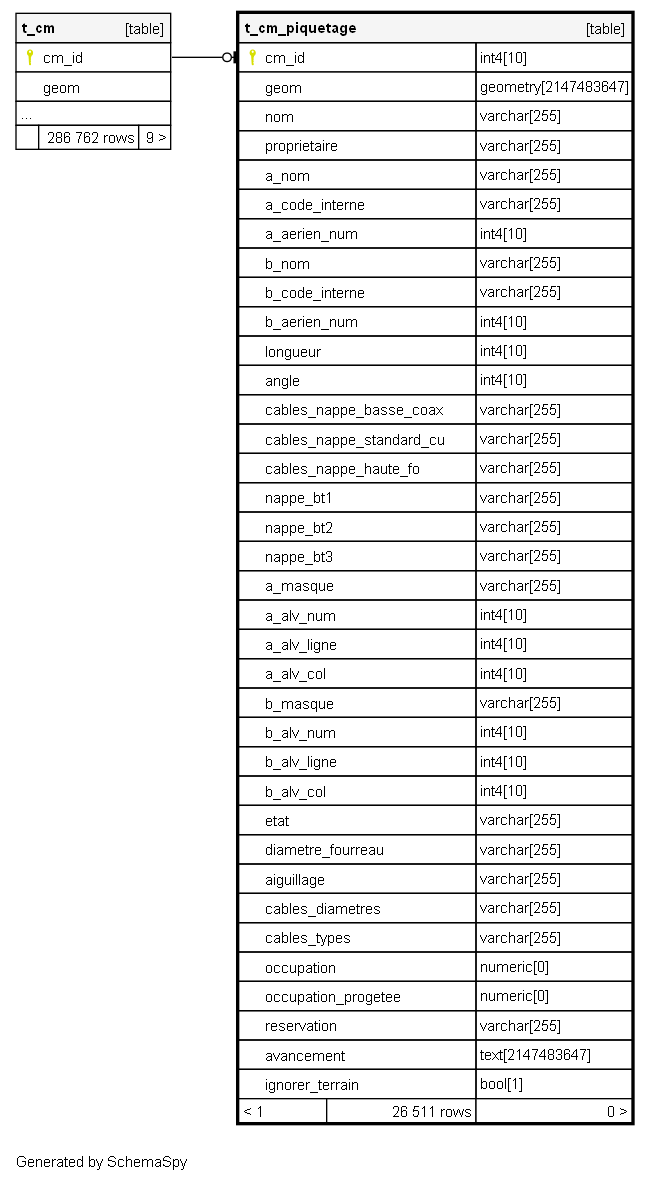 t_cm [table]
cm_id
geom
...
286 762 rows 9 >
t_cm_piquetage [table]
cm_id int4[10]
geom geometry[2147483647]
nom varchar[255]
proprietaire varchar[255]
a_nom varchar[255]
a_code_interne varchar[255]
a_aerien_num int4[10]
b_nom varchar[255]
b_code_interne varchar[255]
b_aerien_num int4[10]
longueur int4[10]
angle int4[10]
cables_nappe_basse_coax varchar[255]
cables_nappe_standard_cu varchar[255]
cables_nappe_haute_fo varchar[255]
nappe_bt1 varchar[255]
nappe_bt2 varchar[255]
nappe_bt3 varchar[255]
a_masque varchar[255]
a_alv_num int4[10]
a_alv_ligne int4[10]
a_alv_col int4[10]
b_masque varchar[255]
b_alv_num int4[10]
b_alv_ligne int4[10]
b_alv_col int4[10]
etat varchar[255]
diametre_fourreau varchar[255]
aiguillage varchar[255]
cables_diametres varchar[255]
cables_types varchar[255]
occupation numeric[0]
occupation_progetee numeric[0]
reservation varchar[255]
avancement text[2147483647]
ignorer_terrain bool[1]
< 1 26 511 rows 0 >
Generated by SchemaSpy